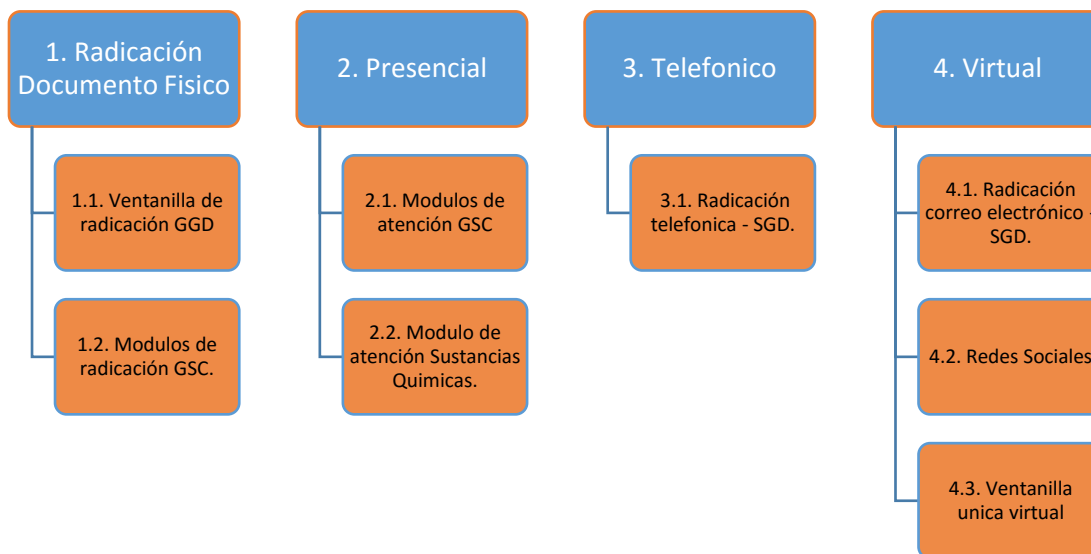 1. Radicación
Documento Fisico
1.1. Ventanilla de
radicación GGD
1.2. Modulos de
radicación GSC.
2. Presencial
2.1. Modulos de
atención GSC
2.2. Modulo de
atención Sustancias
Quimicas.
3. Telefonico
3.1. Radicación
telefonica - SGD.
4. Virtual
4.1. Radicación
correo electrónico -
SGD.
4.2. Redes Sociales
4.3. Ventanilla
unica virtual